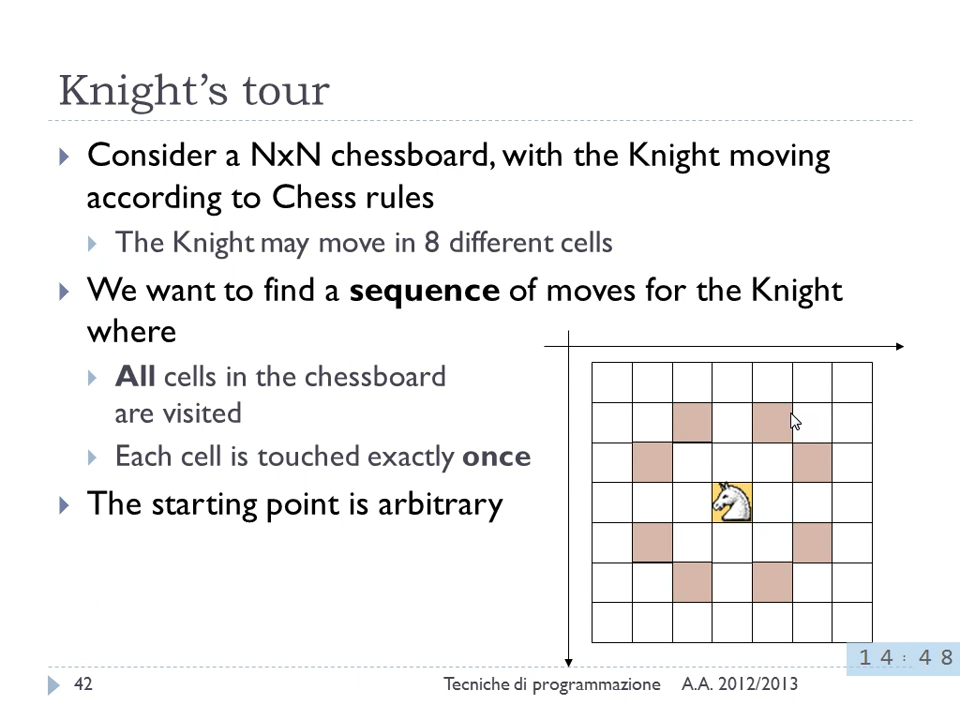 Knight's tour
Consider a NxN chessboard, with the Knight moving
according to Chess rules
The Knight may move in 8 different cells
We want to find a sequence of moves for the Knight
where
All cells in the chessboard
are visited
Each cell is touched exactly once
The starting point is arbitrary
14:48
42 Tecniche di programmazione A.A. 2012/2013